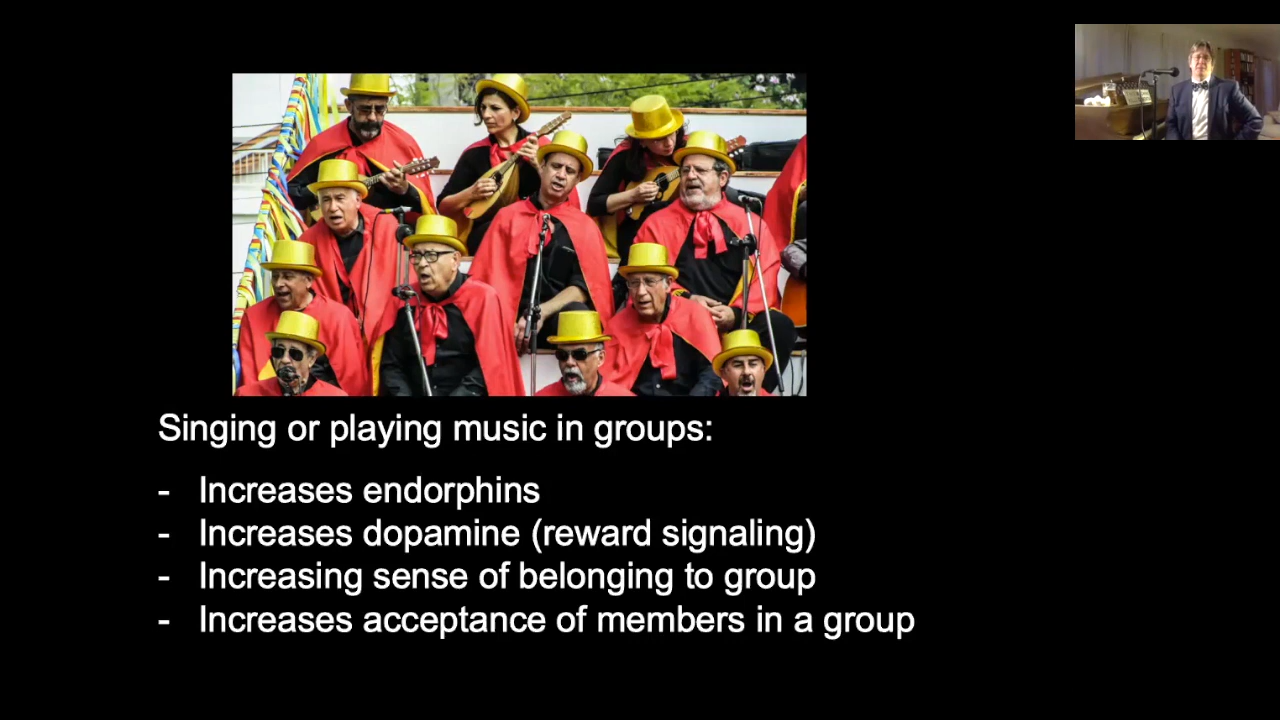 Singing or playing music in groups:
- Increases endorphins
- Increases dopamine (reward signaling)
- Increasing sense of belonging to group
- Increases acceptance of members in a group